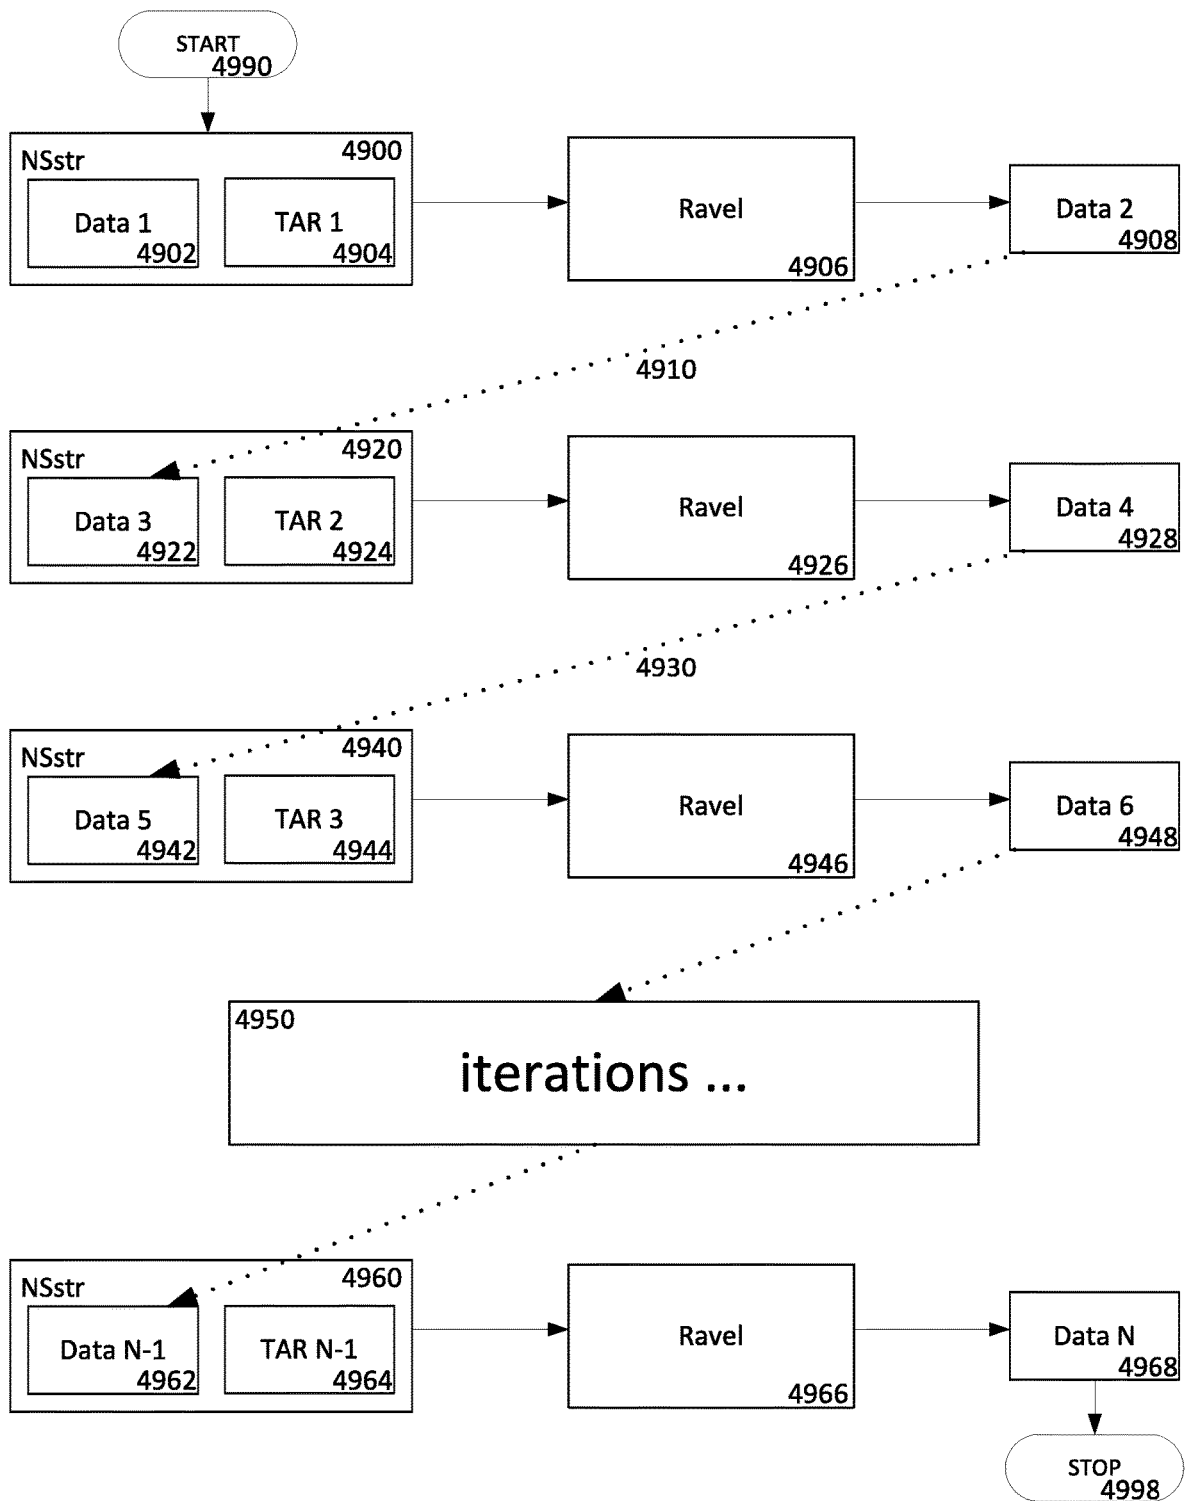 START
4990
NSstr
4900
Data 1
4902
TAR 1
4904
Ravel
4906
Data 2
4908
4910
NSstr
4920
Data 3
4922
TAR 2
4924
Ravel
4926
Data 4
4928
4930
NSstr
4940
Data 5
4942
TAR 3
4944
Ravel
4946
Data 6
4948
4950
iterations ...
NSstr
4960
Data N-1
4962
TAR N-1
4964
Ravel
4966
Data N
4968
STOP
4998